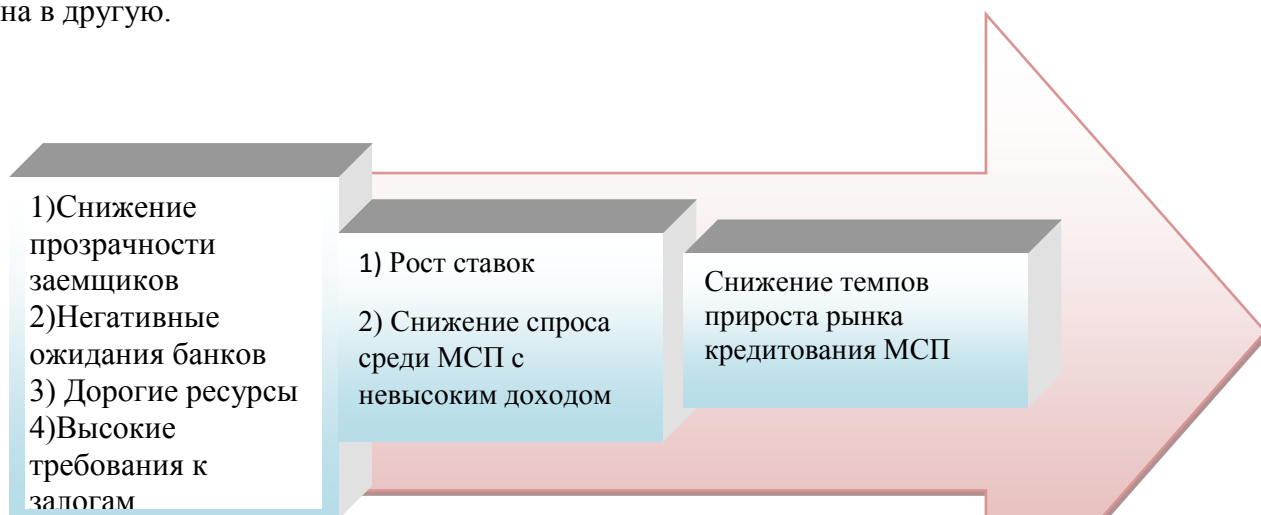 на в другую.
1)Снижение
прозрачности
заемщиков
2)Негативные
ожидания банков
3) Дорогие ресурсы
4)Высокие
требования к
залогам
1) Рост ставок
2) Снижение спроса
среди МСП с
невысоким доходом
Снижение темпов
прироста рынка
кредитования МСП